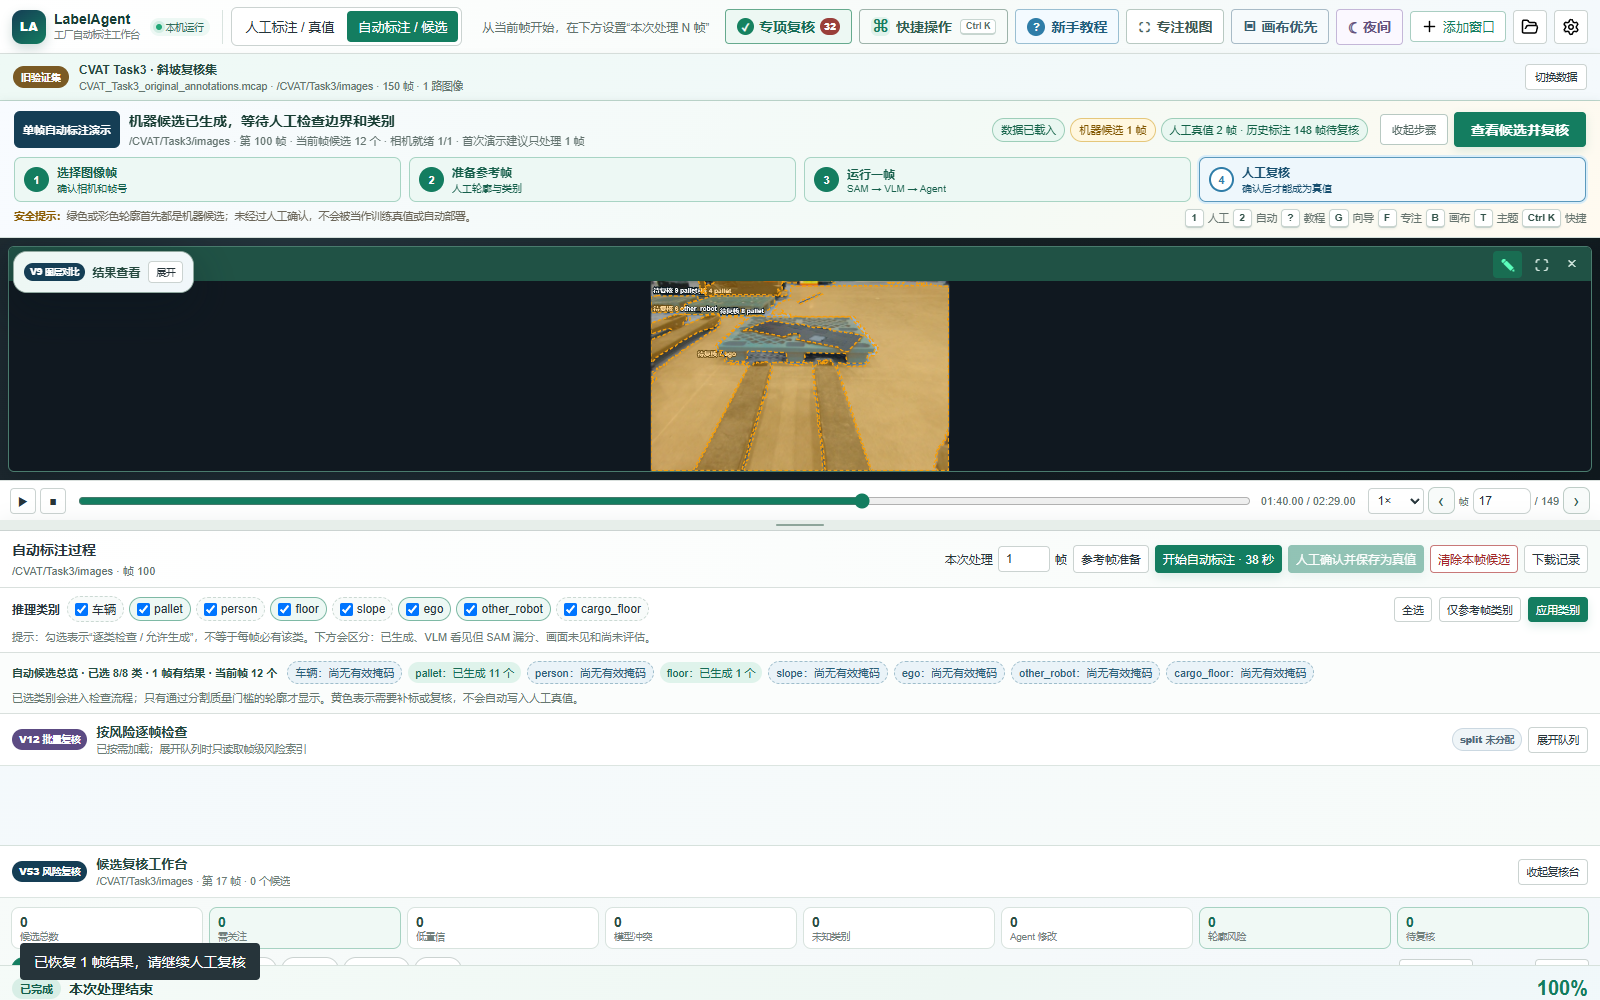 LA
LabelAgent
工厂自动标注工作台
本机运行
人工标注 / 真值
自动标注 / 候选
从当前帧开始，在下方设置“本次处理 N 帧”
专项复核 32
快捷操作 Ctrl K
? 新手教程
专注视图
画布优先
夜间
添加窗口
旧验证集
CVAT Task3 · 斜坡复核集
CVAT_Task3_original_annotations.mcap · /CVAT/Task3/images · 150 帧 · 1 路图像
切换数据
单帧自动标注演示
机器候选已生成，等待人工检查边界和类别
/CVAT/Task3/images · 第 100 帧 · 当前帧候选 12 个 · 相机就绪 1/1 · 首次演示建议只处理 1 帧
数据已载入
机器候选 1 帧
人工真值 2 帧 · 历史标注 148 帧待复核
收起步骤
查看候选并复核
1 选择图像帧
确认相机和帧号
2 准备参考帧
人工轮廓与类别
3 运行一帧
SAM → VLM → Agent
4 人工复核
确认后才能成为真值
安全提示：绿色或彩色轮廓首先都是机器候选；未经过人工确认，不会被当作训练真值或自动部署。
1 人工 2 自动 ? 教程 G 向导 F 专注 B 画布 T 主题 Ctrl K 快捷
V9 图层对比 结果查看 展开
待复核 9 pallet
4 pallet
待复核 6 other_robot
待复核 8 pallet
待复核 7 ego
01:40.00 / 02:29.00
1×
帧 17 / 149
自动标注过程
/CVAT/Task3/images · 帧 100
本次处理 1 帧
参考帧准备
开始自动标注 · 38 秒
人工确认并保存为真值
清除本帧候选
下载记录
推理类别 车辆 pallet person floor slope ego other_robot cargo_floor
全选
仅参考帧类别
应用类别
提示：勾选表示“逐类检查 / 允许生成”，不等于每帧必有该类。下方会区分：已生成、VLM 看见但 SAM 漏分、画面未见和尚未评估。
自动候选总览 · 已选 8/8 类 · 1 帧有结果 · 当前帧 12 个
车辆：尚无有效掩码
pallet：已生成 11 个
person：尚无有效掩码
floor：已生成 1 个
slope：尚无有效掩码
ego：尚无有效掩码
other_robot：尚无有效掩码
cargo_floor：尚无有效掩码
已选类别会进入检查流程；只有通过分割质量门槛的轮廓才显示。黄色表示需要补标或复核，不会自动写入人工真值。
V12 批量复核
按风险逐帧检查
已按需加载；展开队列时只读取帧级风险索引
split 未分配
展开队列
V53 风险复核
候选复核工作台
/CVAT/Task3/images · 第 17 帧 · 0 个候选
收起复核台
0
候选总数
0
需关注
0
低置信
0
模型冲突
0
未知类别
0
Agent 修改
0
轮廓风险
0
待复核
已恢复 1 帧结果，请继续人工复核
已完成
本次处理结束
100%